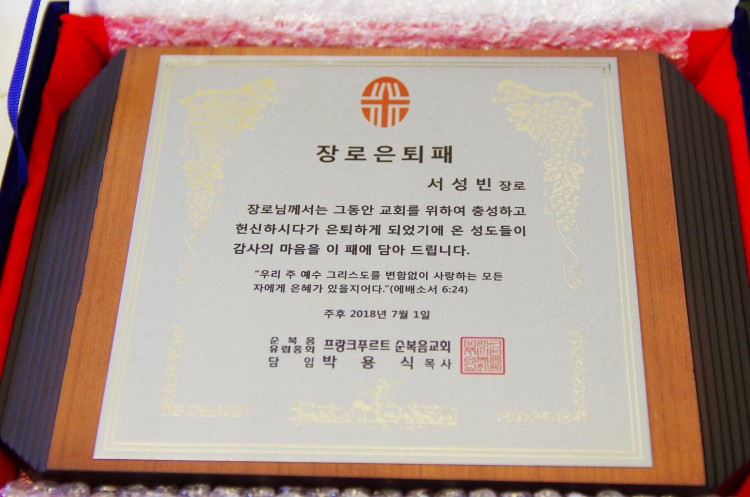 장로은퇴패
서성빈 장로
장로님께서는 그동안 교회를 위하여 충성하고
헌신하시다가 은퇴하게 되었기에 온 성도들이
감사의 마음을 이 패에 담아 드립니다.
"우리 주 예수 그리스도를 변함없이 사랑하는 모든
자에게 은혜가 있을지어다."(에배소서 6:24)
주후 2018년 7월 1일
순복음
유럽총회 프랑크푸르트 순복음교회
담임 박용식 목사